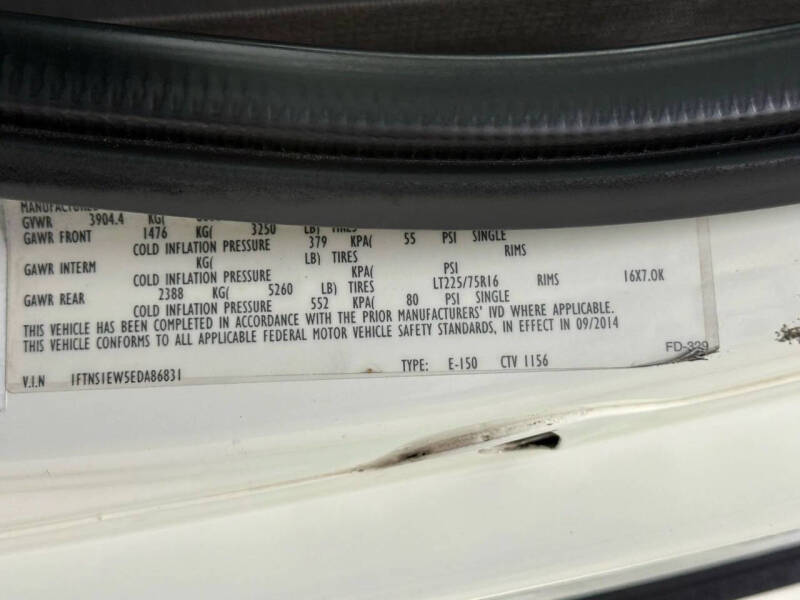 MANUFACTURED
GVWR 3904.4 KG(
GAWR FRONT 1476 KG( 3250 LB) TIRES
COLD INFLATION PRESSURE 379 KPA( 55 PSI SINGLE
GAWR INTERM KG( LB) TIRES RIMS
COLD INFLATION PRESSURE KPA( PSI
GAWR REAR 2388 KG( 5260 LB) TIRES LT225/75R16 RIMS 16X7.0K
COLD INFLATION PRESSURE 552 KPA( 80 PSI SINGLE
THIS VEHICLE HAS BEEN COMPLETED IN ACCORDANCE WITH THE PRIOR MANUFACTURERS' IVD WHERE APPLICABLE.
THIS VEHICLE CONFORMS TO ALL APPLICABLE FEDERAL MOTOR VEHICLE SAFETY STANDARDS, IN EFFECT IN 09/2014
FD-329
V.I.N 1FTNS1EW5EDA86831 TYPE: E-150 CTV 1156